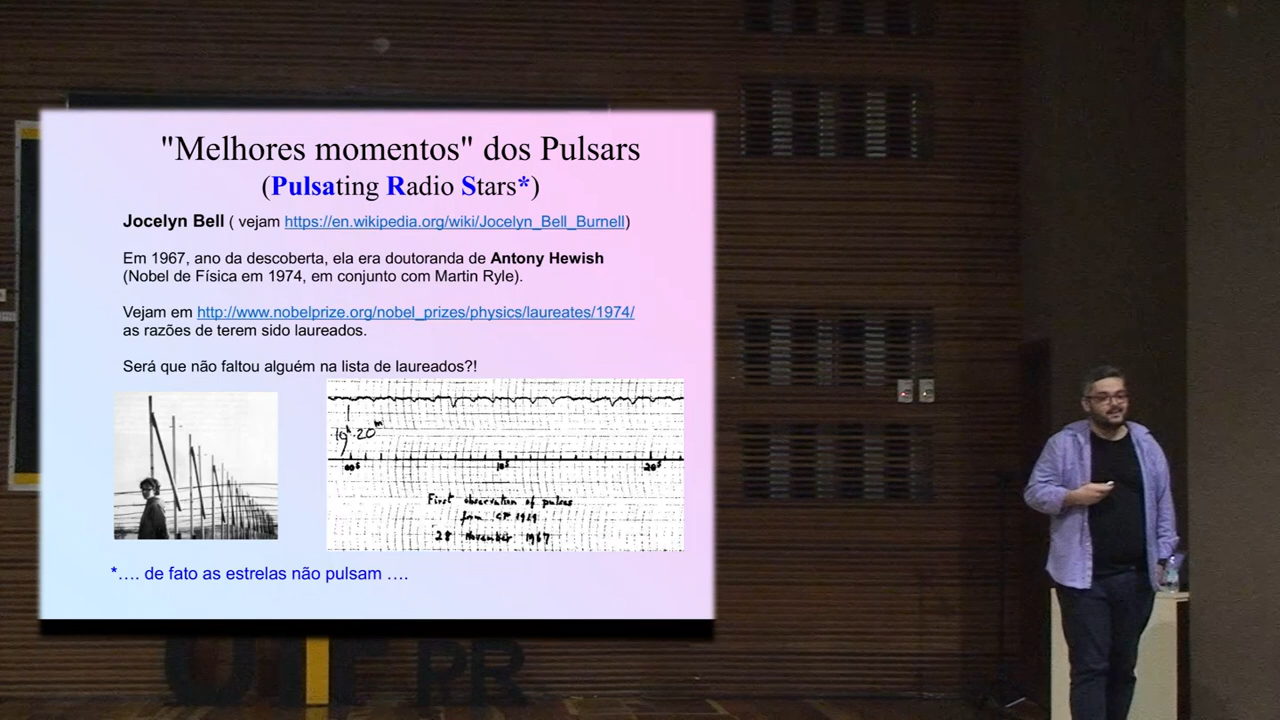 "Melhores momentos" dos Pulsars
(Pulsating Radio Stars*)
Jocelyn Bell ( vejam https://en.wikipedia.org/wiki/Jocelyn_Bell_Burnell)
Em 1967, ano da descoberta, ela era doutoranda de Antony Hewish
(Nobel de Física em 1974, em conjunto com Martin Ryle).
Vejam em http://www.nobelprize.org/nobel_prizes/physics/laureates/1974/
as razões de terem sido laureados.
Será que não faltou alguém na lista de laureados?!
19h 20m
00s 10s 20s
First observation of pulses
from CP 1919
28 November 1967
*…. de fato as estrelas não pulsam ….
UTFPR